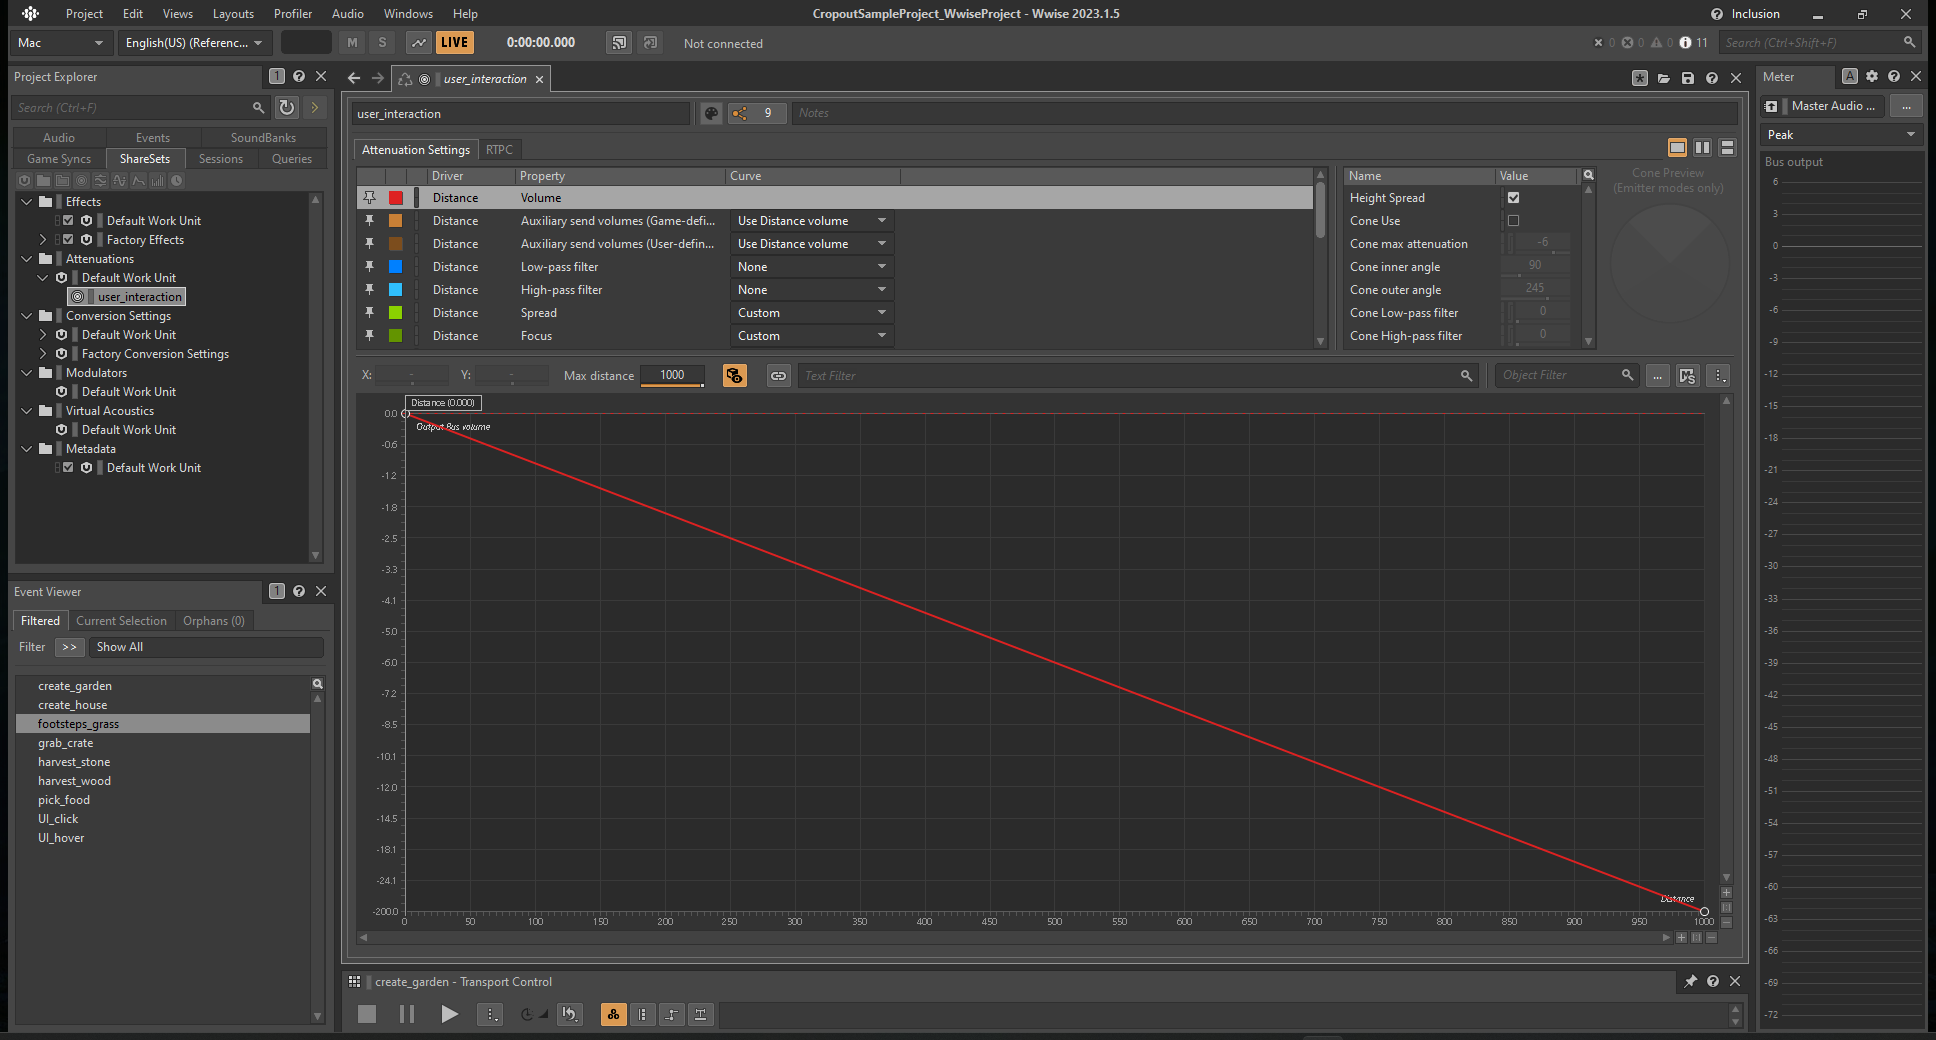 Project Edit Views Layouts Profiler Audio Windows Help
CropoutSampleProject_WwiseProject - Wwise 2023.1.5
Inclusion
Mac
English(US) (Referenc...
M S
LIVE
0:00:00.000
Not connected
0 0 0 11
Search (Ctrl+Shift+F)
Project Explorer
1
Search (Ctrl+F)
Audio Events SoundBanks
Game Syncs ShareSets Sessions Queries
Effects
Default Work Unit
Factory Effects
Attenuations
Default Work Unit
user_interaction
Conversion Settings
Default Work Unit
Factory Conversion Settings
Modulators
Default Work Unit
Virtual Acoustics
Default Work Unit
Metadata
Default Work Unit
Event Viewer
1
Filtered Current Selection Orphans (0)
Filter >> Show All
create_garden
create_house
footsteps_grass
grab_crate
harvest_stone
harvest_wood
pick_food
UI_click
UI_hover
user_interaction
user_interaction
9
Notes
Attenuation Settings RTPC
Driver Property Curve
Distance Volume
Distance Auxiliary send volumes (Game-defi... Use Distance volume
Distance Auxiliary send volumes (User-defin... Use Distance volume
Distance Low-pass filter None
Distance High-pass filter None
Distance Spread Custom
Distance Focus Custom
Name Value
Height Spread
Cone Use
Cone max attenuation -6
Cone inner angle 90
Cone outer angle 245
Cone Low-pass filter 0
Cone High-pass filter 0
Cone Preview
(Emitter modes only)
X: - Y: - Max distance 1000
Text Filter
Object Filter
...
Distance (0.000)
Output Bus volume
0.0
-0.6
-1.2
-1.8
-2.5
-3.3
-4.1
-5.0
-6.0
-7.2
-8.5
-10.1
-12.0
-14.5
-18.1
-24.1
-200.0
Distance
0 50 100 150 200 250 300 350 400 450 500 550 600 650 700 750 800 850 900 950 1000
create_garden - Transport Control
Meter
A
Master Audio ...
...
Peak
Bus output
6
3
0
-3
-6
-9
-12
-15
-18
-21
-24
-27
-30
-33
-36
-39
-42
-45
-48
-51
-54
-57
-60
-63
-66
-69
-72